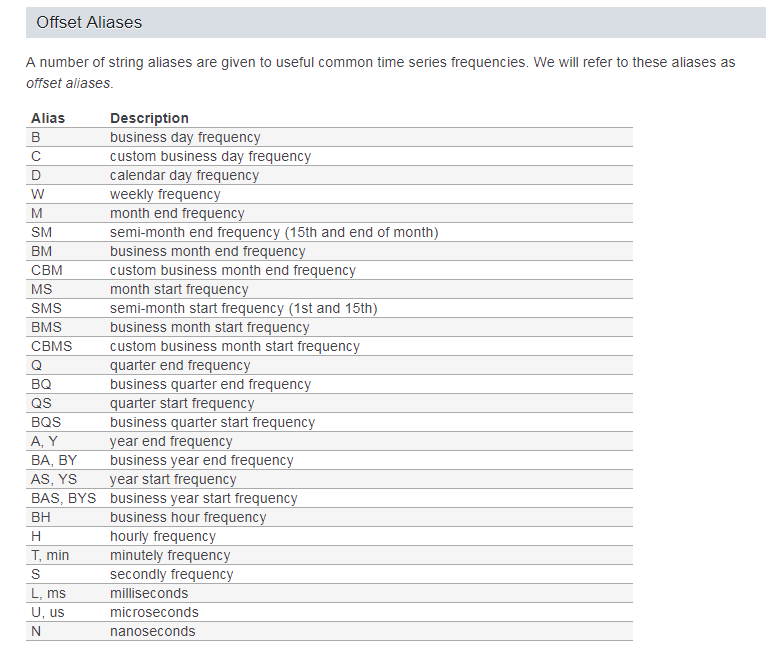 Offset Aliases
A number of string aliases are given to useful common time series frequencies. We will refer to these aliases as
offset aliases.
Alias Description
B business day frequency
C custom business day frequency
D calendar day frequency
W weekly frequency
M month end frequency
SM semi-month end frequency (15th and end of month)
BM business month end frequency
CBM custom business month end frequency
MS month start frequency
SMS semi-month start frequency (1st and 15th)
BMS business month start frequency
CBMS custom business month start frequency
Q quarter end frequency
BQ business quarter end frequency
QS quarter start frequency
BQS business quarter start frequency
A, Y year end frequency
BA, BY business year end frequency
AS, YS year start frequency
BAS, BYS business year start frequency
BH business hour frequency
H hourly frequency
T, min minutely frequency
S secondly frequency
L, ms milliseconds
U, us microseconds
N nanoseconds